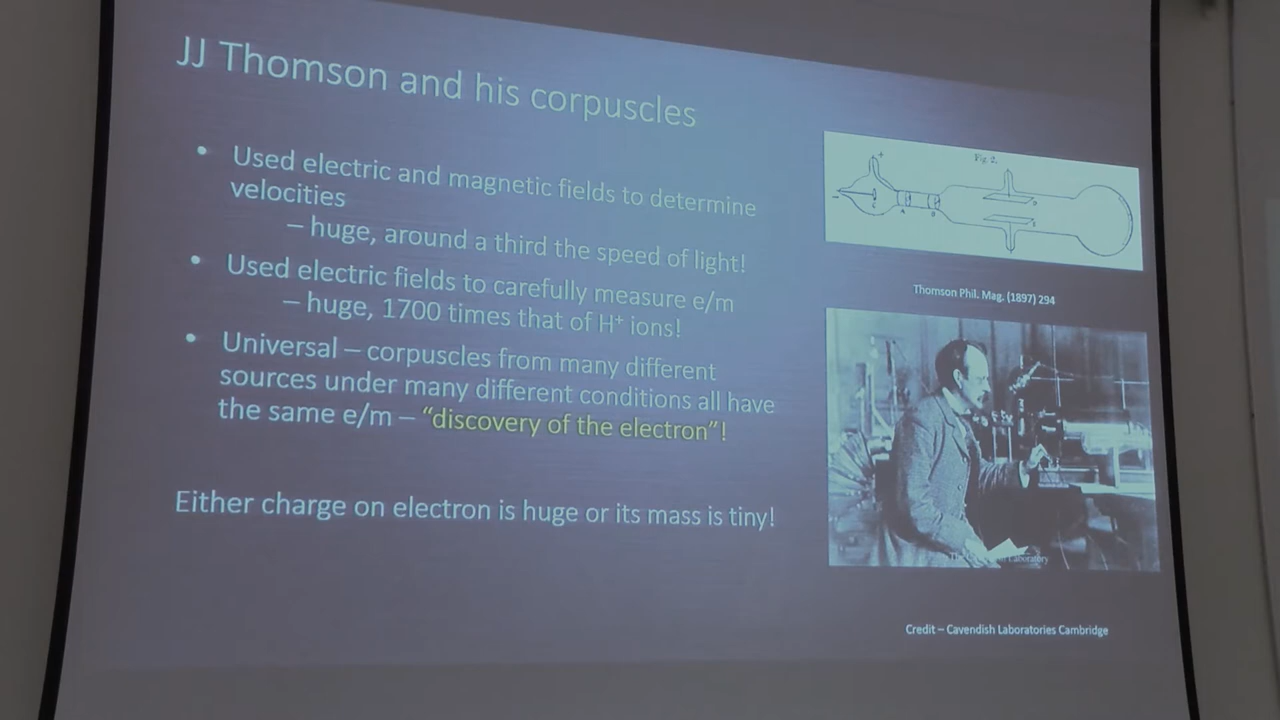 JJ Thomson and his corpuscles
• Used electric and magnetic fields to determine
velocities
– huge, around a third the speed of light!
• Used electric fields to carefully measure e/m
– huge, 1700 times that of H⁺ ions!
• Universal – corpuscles from many different
sources under many different conditions all have
the same e/m – “discovery of the electron”!
Either charge on electron is huge or its mass is tiny!
Fig 2.
+
–
C
A
B
Thomson Phil. Mag. (1897) 294
The Laboratory
Credit – Cavendish Laboratories Cambridge